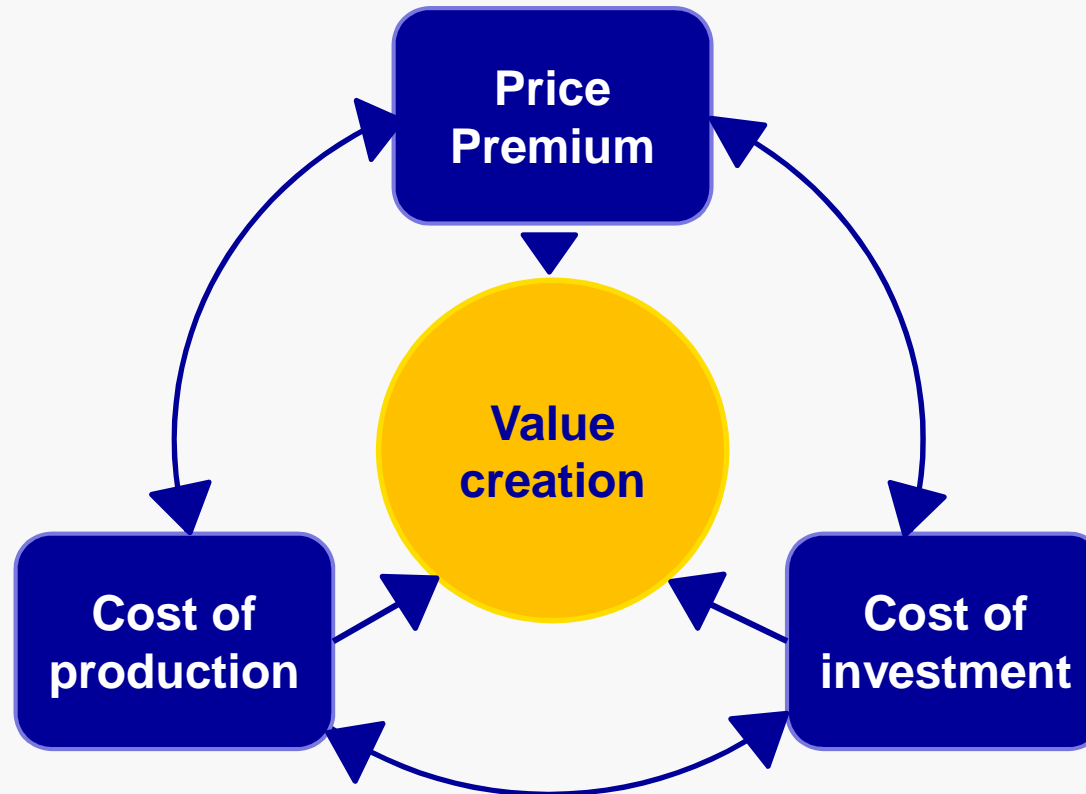 Price
Premium
Value
creation
Cost of
production
Cost of
investment